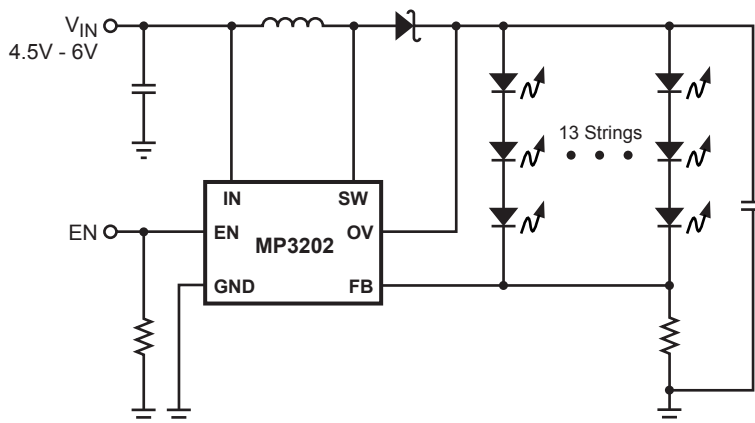 VIN
4.5V - 6V
13 Strings
IN
SW
EN
EN
MP3202
OV
GND
FB